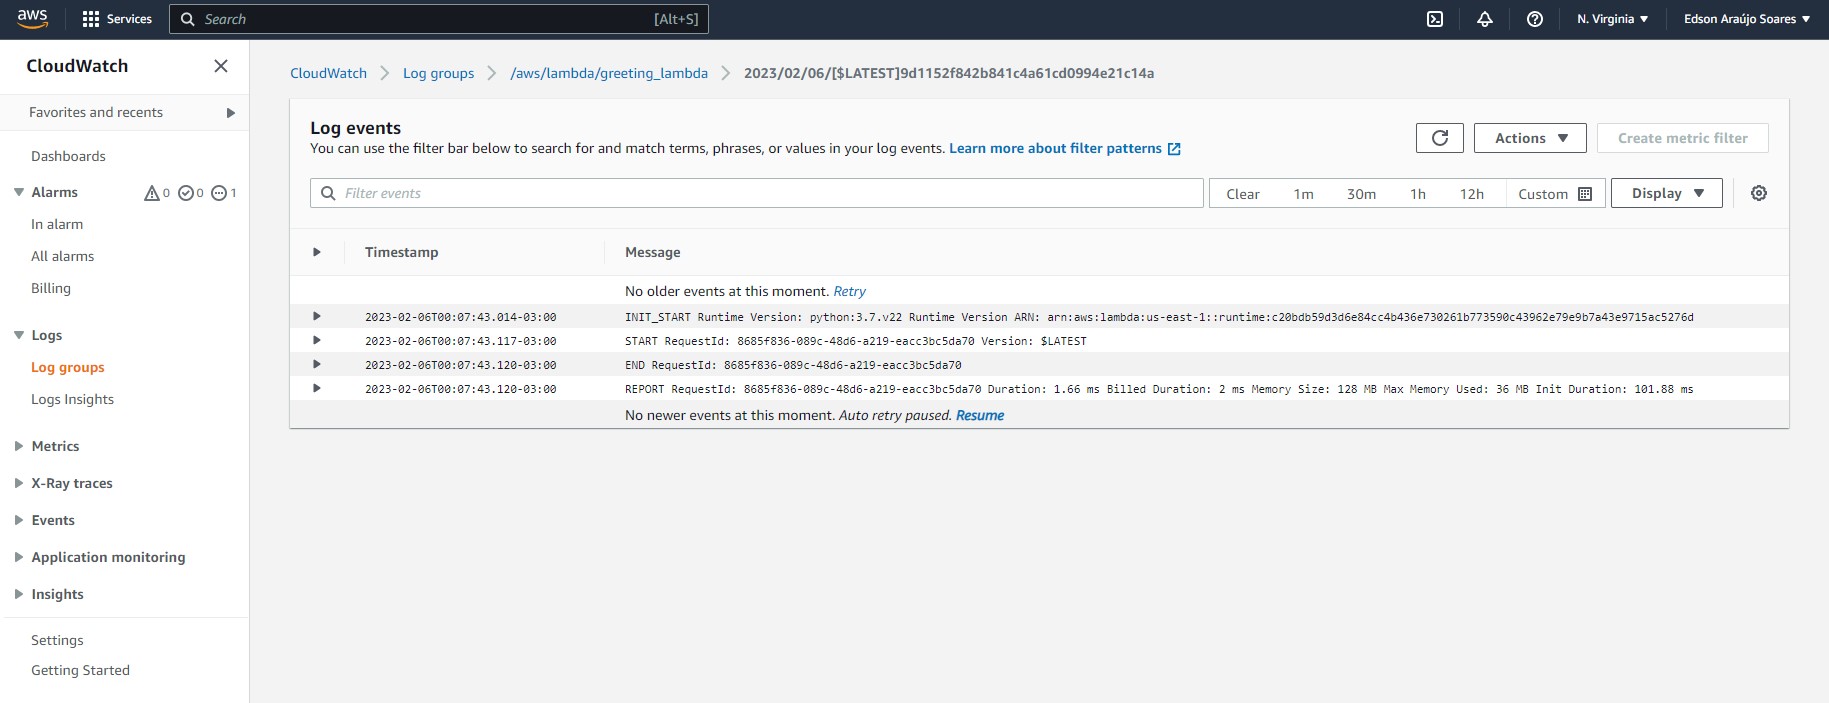 aws Services Search [Alt+S] N. Virginia Edson Araújo Soares
CloudWatch
Favorites and recents
Dashboards
Alarms 0 0 1
In alarm
All alarms
Billing
Logs
Log groups
Logs Insights
Metrics
X-Ray traces
Events
Application monitoring
Insights
Settings
Getting Started
CloudWatch Log groups /aws/lambda/greeting_lambda 2023/02/06/[$LATEST]9d1152f842b841c4a61cd0994e21c14a
Log events
You can use the filter bar below to search for and match terms, phrases, or values in your log events. Learn more about filter patterns
Actions Create metric filter
Filter events Clear 1m 30m 1h 12h Custom Display
Timestamp Message
No older events at this moment. Retry
2023-02-06T00:07:43.014-03:00 INIT_START Runtime Version: python:3.7.v22 Runtime Version ARN: arn:aws:lambda:us-east-1::runtime:c20bdb59d3d6e84cc4b436e730261b773590c43962e79e9b7a43e9715ac5276d
2023-02-06T00:07:43.117-03:00 START RequestId: 8685f836-089c-48d6-a219-eacc3bc5da70 Version: $LATEST
2023-02-06T00:07:43.120-03:00 END RequestId: 8685f836-089c-48d6-a219-eacc3bc5da70
2023-02-06T00:07:43.120-03:00 REPORT RequestId: 8685f836-089c-48d6-a219-eacc3bc5da70 Duration: 1.66 ms Billed Duration: 2 ms Memory Size: 128 MB Max Memory Used: 36 MB Init Duration: 101.88 ms
No newer events at this moment. Auto retry paused. Resume